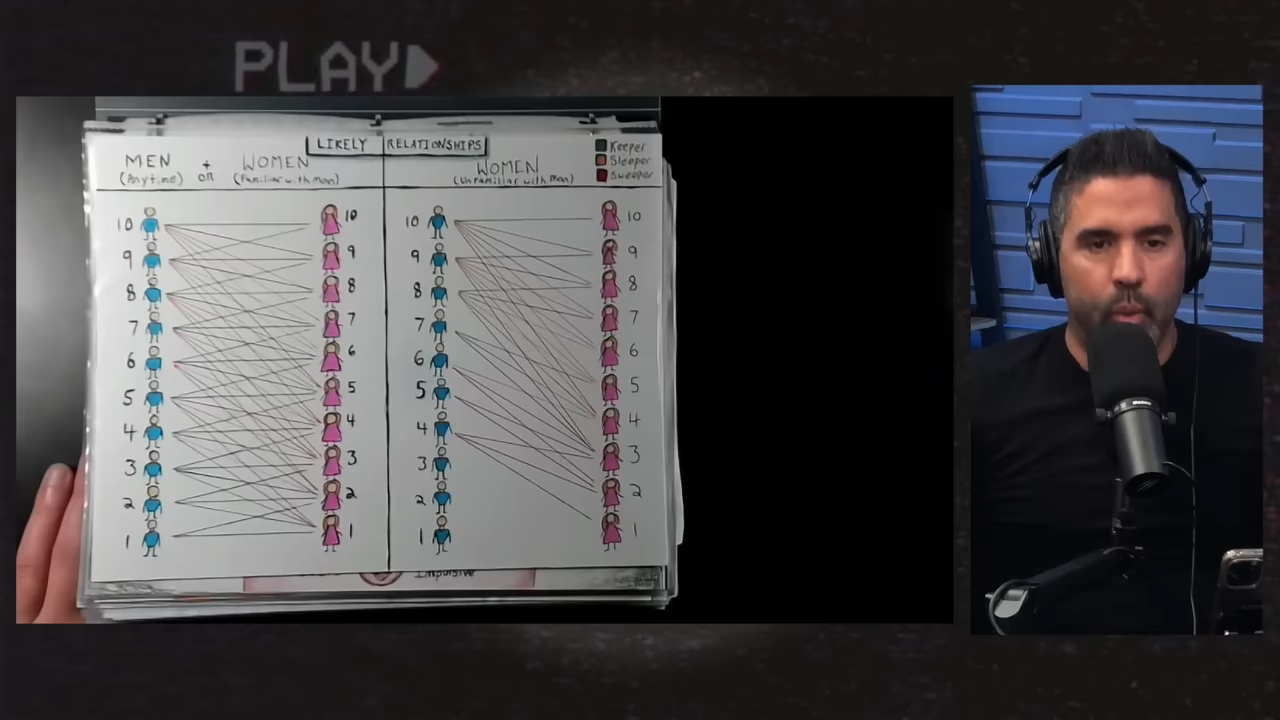 PLAY
LIKELY RELATIONSHIPS
MEN + OR WOMEN
(Anytime) (Familiar with man)
WOMEN
(Unfamiliar with man)
Keeper
Sleeper
Sweeper
10 10 10 10
9 9 9 9
8 8 8 8
7 7 7 7
6 6 6 6
5 5 5 5
4 4 4 4
3 3 3 3
2 2 2 2
1 1 1 1
Impulsive